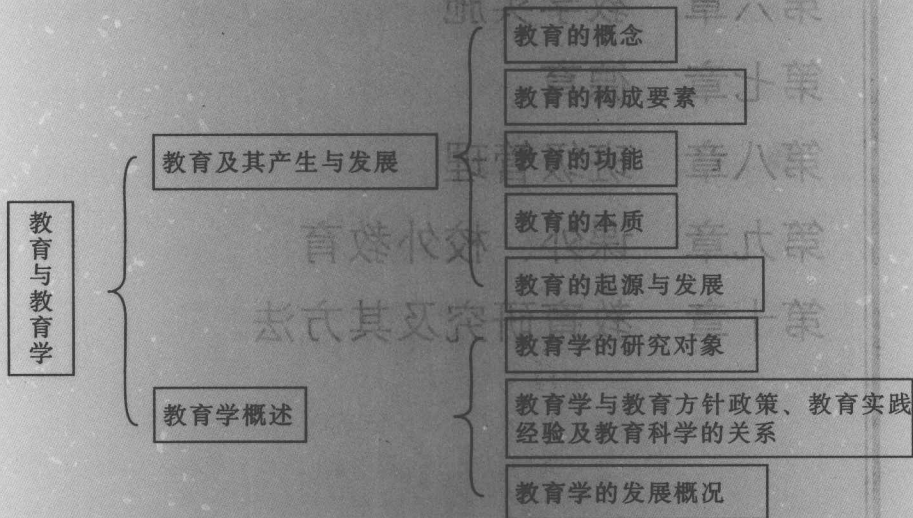 教育与教育学
教育及其产生与发展
教育的概念
教育的构成要素
教育的功能
教育的本质
教育的起源与发展
教育学概述
教育学的研究对象
教育学与教育方针政策、教育实践
经验及教育科学的关系
教育学的发展概况